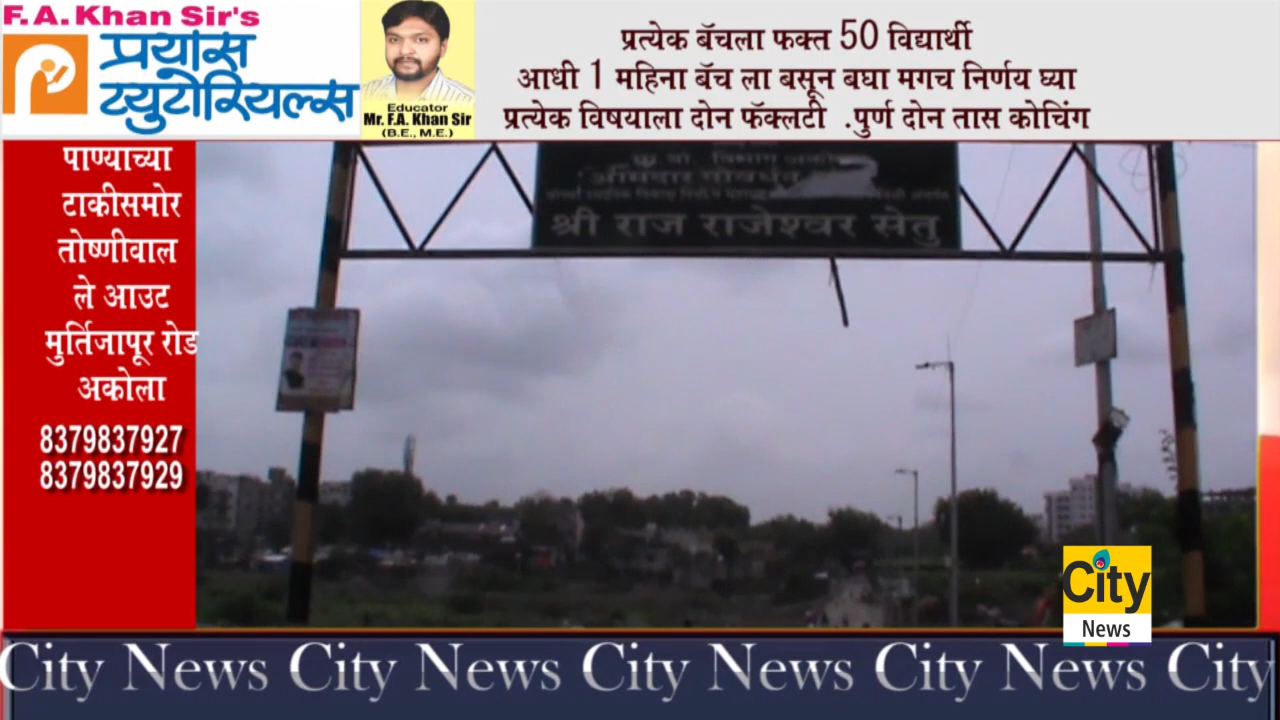 F.A. Khan Sir's
प्रयास
ट्युटोरियल्स
Educator
Mr. F.A. Khan Sir
(B.E., M.E.)
प्रत्येक बॅचला फक्त 50 विद्यार्थी
आधी 1 महिना बॅच ला बसून बघा मगच निर्णय घ्या
प्रत्येक विषयाला दोन फॅक्लटी .पुर्ण दोन तास कोचिंग
पाण्याच्या
टाकीसमोर
तोष्णीवाल
ले आउट
मुर्तिजापूर रोड
अकोला
8379837927
8379837929
श्री राज राजेश्वर सेतु
City
News
City News City News City News City News City